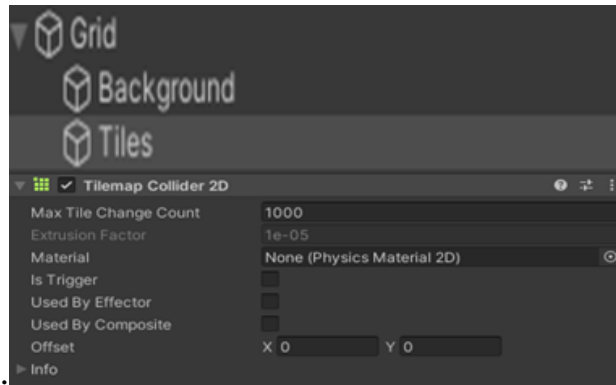 Grid
Background
Tiles
Tilemap Collider 2D
Max Tile Change Count 1000
Extrusion Factor 1e-05
Material None (Physics Material 2D)
Is Trigger
Used By Effector
Used By Composite
Offset X 0 Y 0
Info